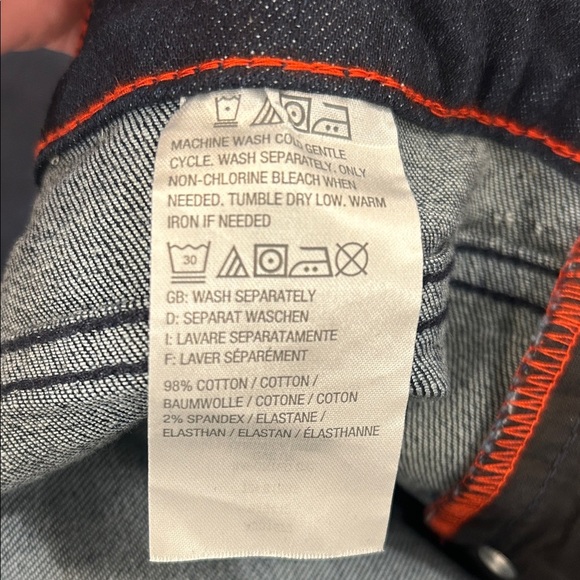 MACHINE WASH COLD GENTLE
CYCLE. WASH SEPARATELY. ONLY
NON-CHLORINE BLEACH WHEN
NEEDED. TUMBLE DRY LOW. WARM
IRON IF NEEDED
30
GB: WASH SEPARATELY
D: SEPARAT WASCHEN
I: LAVARE SEPARATAMENTE
F: LAVER SÉPARÉMENT
98% COTTON / COTTON /
BAUMWOLLE / COTONE / COTON
2% SPANDEX / ELASTANE /
ELASTHAN / ELASTAN / ÉLASTHANNE